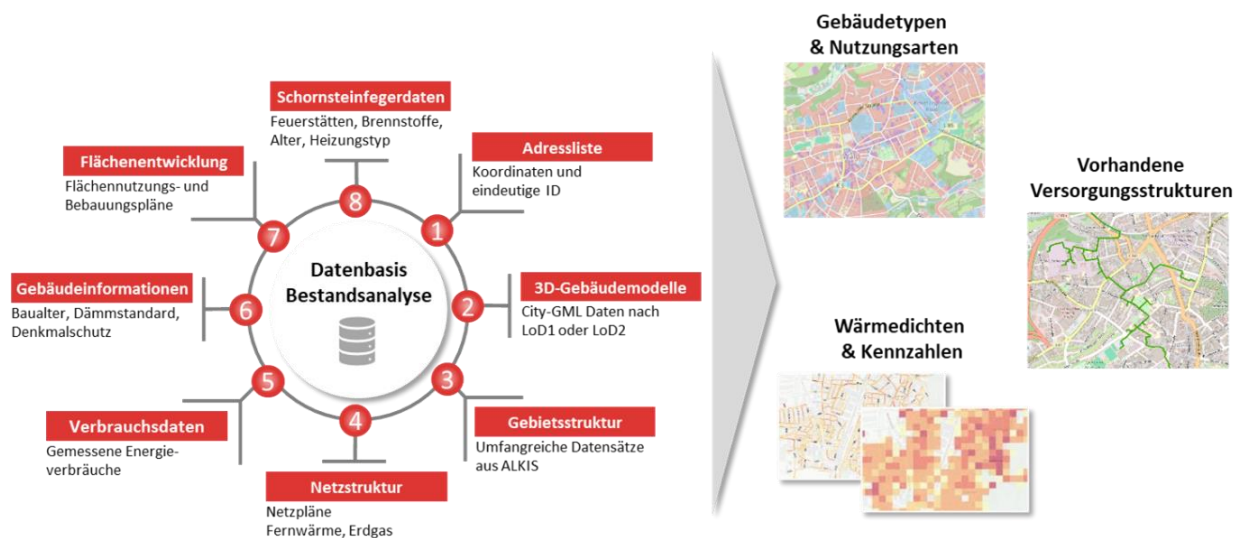 Schornsteinfegerdaten
Feuerstätten, Brennstoffe,
Alter, Heizungstyp
8
Adressliste
Koordinaten und
eindeutige ID
1
3D-Gebäudemodelle
City-GML Daten nach
LoD1 oder LoD2
2
Gebietsstruktur
Umfangreiche Datensätze
aus ALKIS
3
Netzstruktur
Netzpläne
Fernwärme, Erdgas
4
Verbrauchsdaten
Gemessene Energie-
verbräuche
5
Gebäudeinformationen
Baualter, Dämmstandard,
Denkmalschutz
6
Flächenentwicklung
Flächennutzungs- und
Bebauungspläne
7
Datenbasis
Bestandsanalyse
Gebäudetypen
& Nutzungsarten
Vorhandene
Versorgungsstrukturen
Wärmedichten
& Kennzahlen